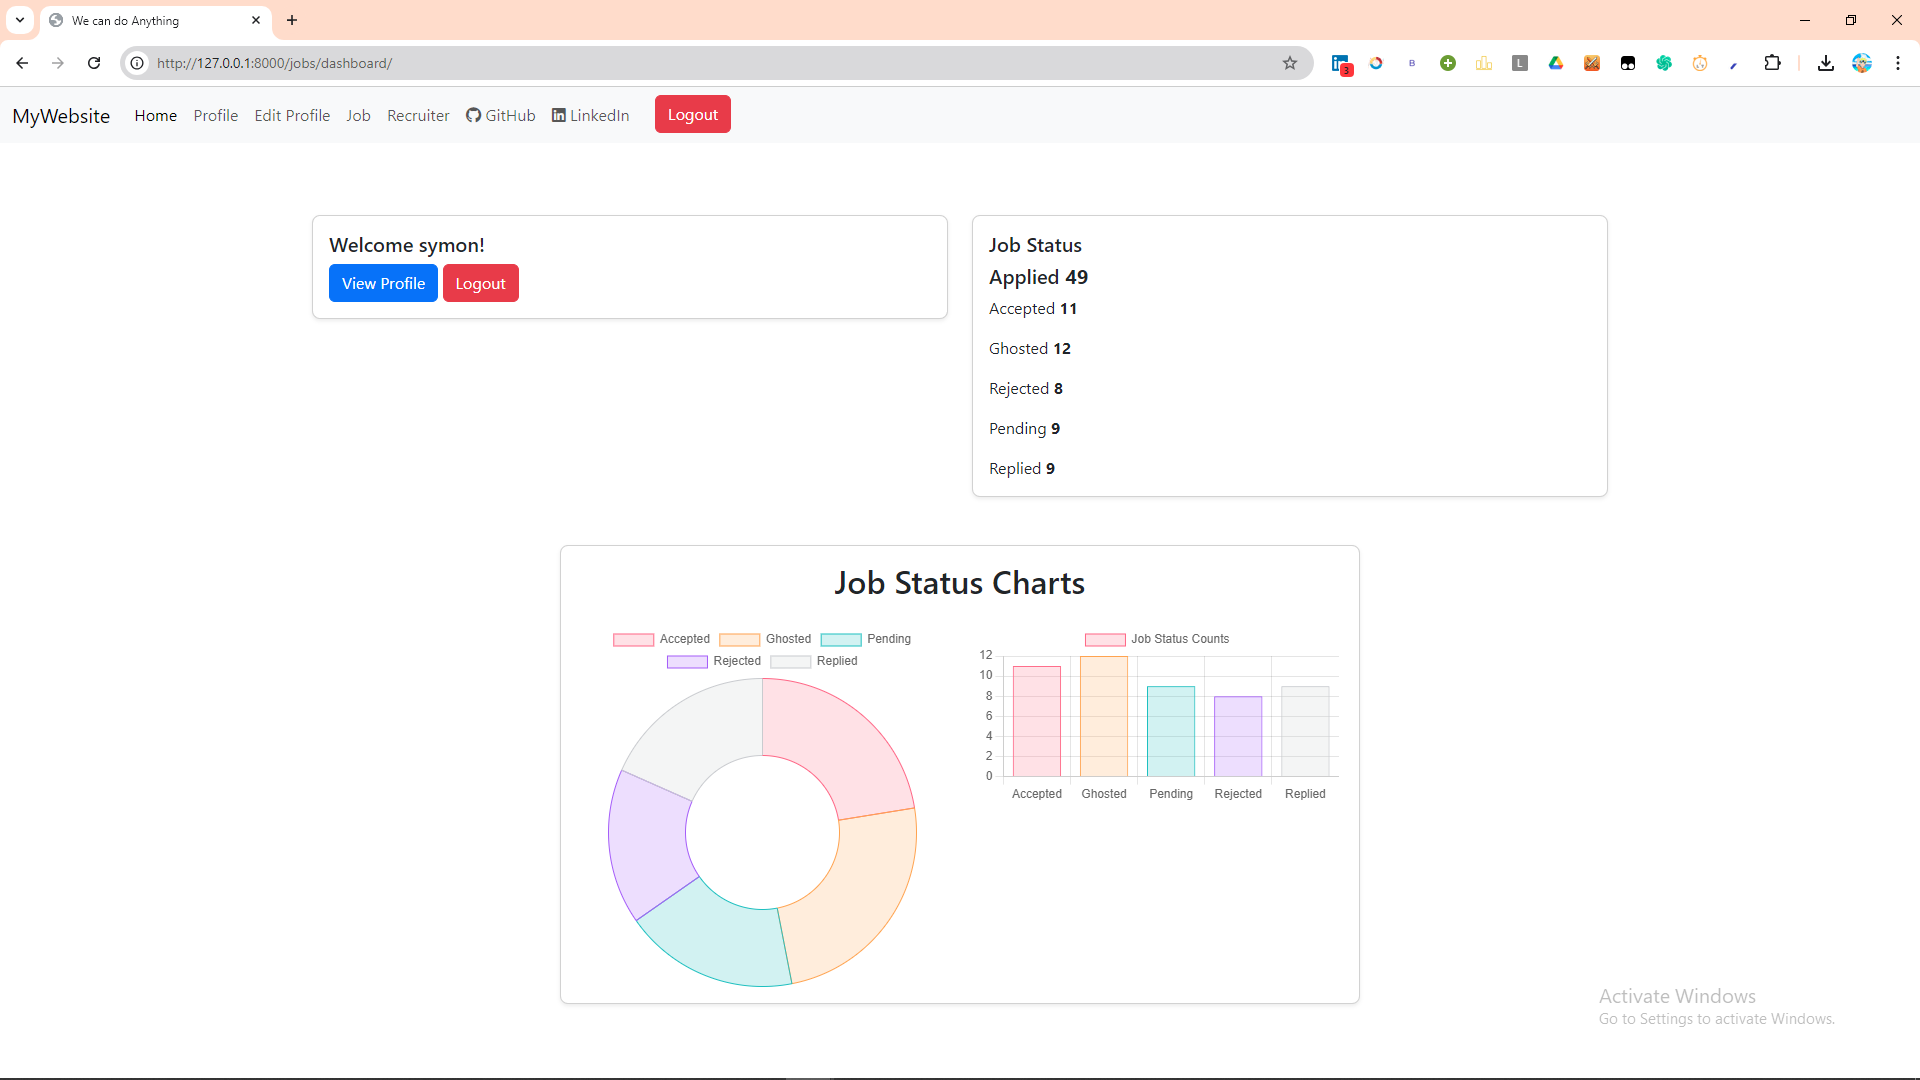 We can do Anything
http://127.0.0.1:8000/jobs/dashboard/
3
B
L
MyWebsite Home Profile Edit Profile Job Recruiter GitHub LinkedIn Logout
Welcome symon!
View Profile Logout
Job Status
Applied 49
Accepted 11
Ghosted 12
Rejected 8
Pending 9
Replied 9
Job Status Charts
Accepted Ghosted Pending
Rejected Replied
Job Status Counts
12
10
8
6
4
2
0
Accepted Ghosted Pending Rejected Replied
Activate Windows
Go to Settings to activate Windows.